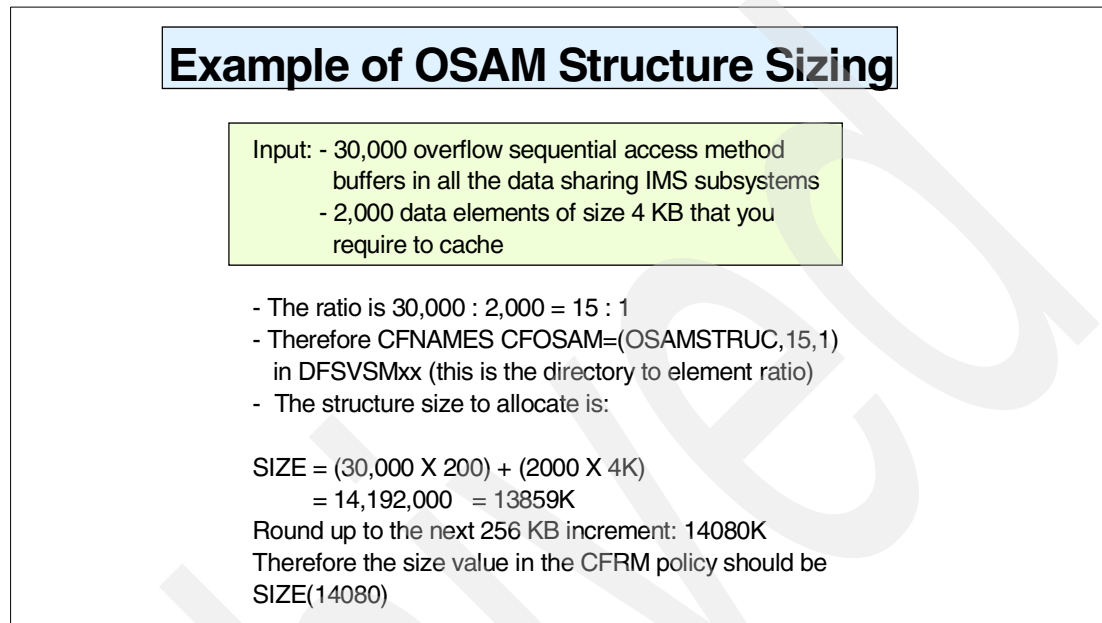 Example of OSAM Structure Sizing
Input: - 30,000 overflow sequential access method
buffers in all the data sharing IMS subsystems
- 2,000 data elements of size 4 KB that you
require to cache
- The ratio is 30,000 : 2,000 = 15 : 1
- Therefore CFNAMES CFOSAM=(OSAMSTRUC,15,1)
in DFSVSMxx (this is the directory to element ratio)
- The structure size to allocate is:
SIZE = (30,000 X 200) + (2000 X 4K)
= 14,192,000 = 13859K
Round up to the next 256 KB increment: 14080K
Therefore the size value in the CFRM policy should be
SIZE(14080)